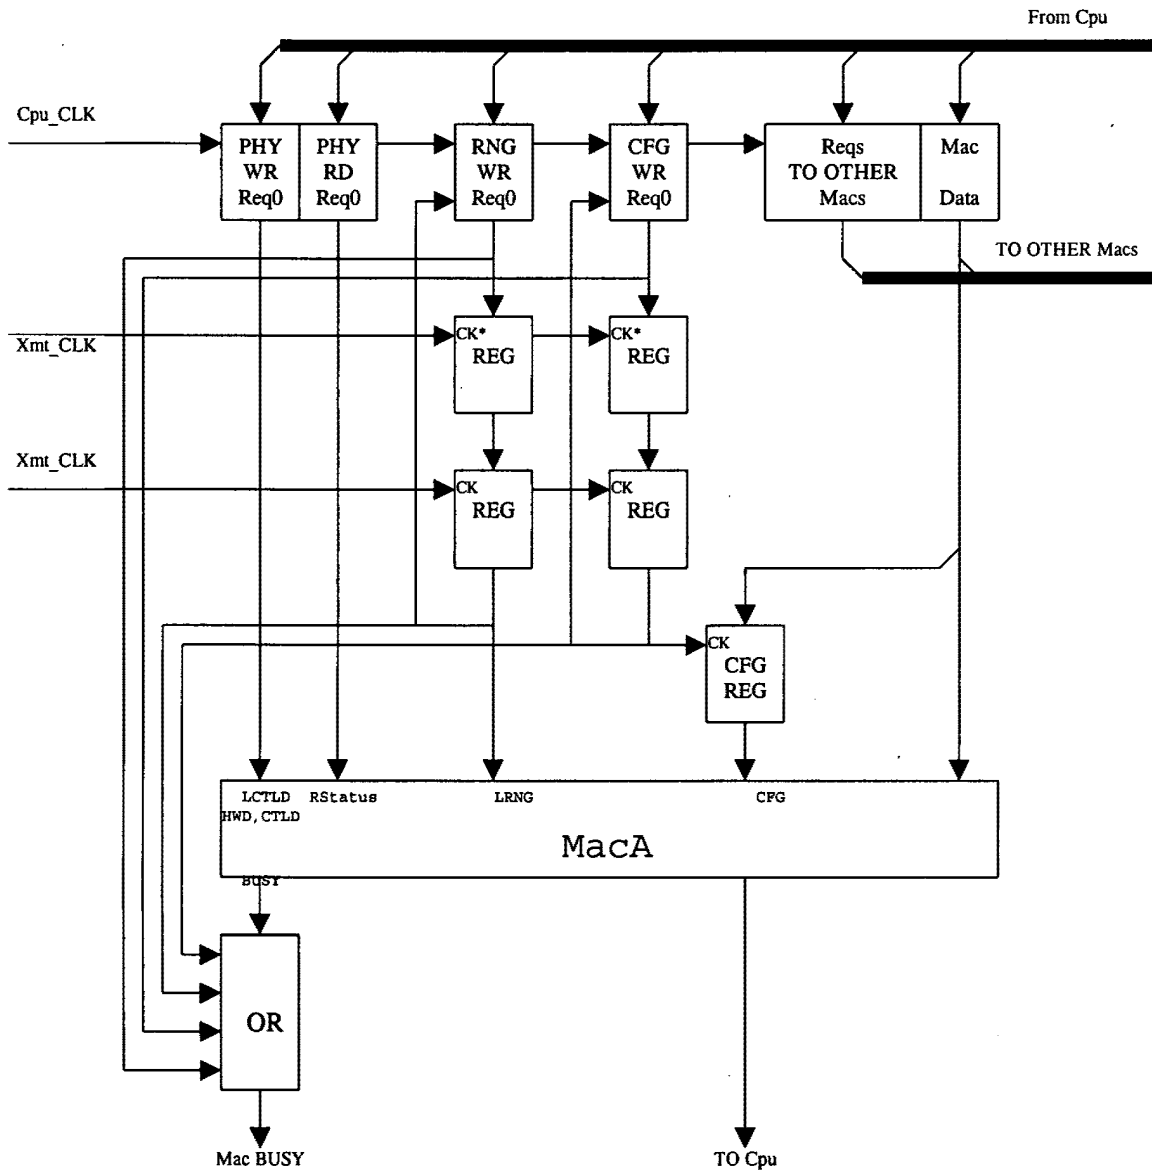 From Cpu
Cpu_CLK
PHY
WR
Req0
PHY
RD
Req0
RNG
WR
Req0
CFG
WR
Req0
Reqs
TO OTHER
Macs
Mac
Data
TO OTHER Macs
Xmt_CLK
CK*
REG
CK*
REG
Xmt_CLK
CK
REG
CK
REG
CK
CFG
REG
LCTLD
HWD,CTLD
RStatus
LRNG
CFG
MacA
BUSY
OR
Mac BUSY
TO Cpu